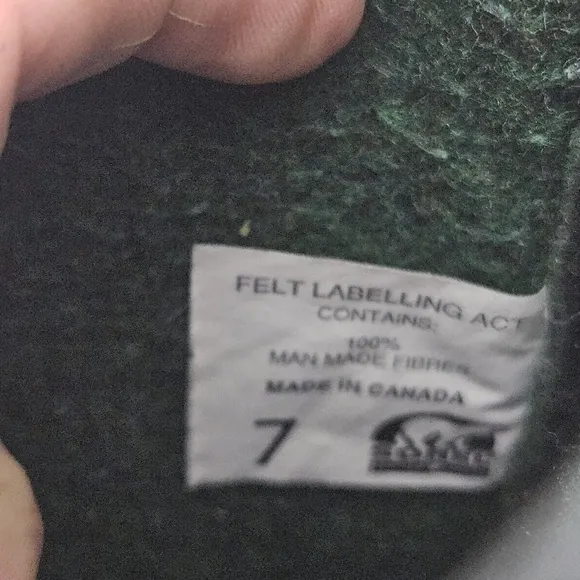 FELT LABELLING ACT
CONTAINS:
100%
MAN MADE FIBRES
MADE IN CANADA
7